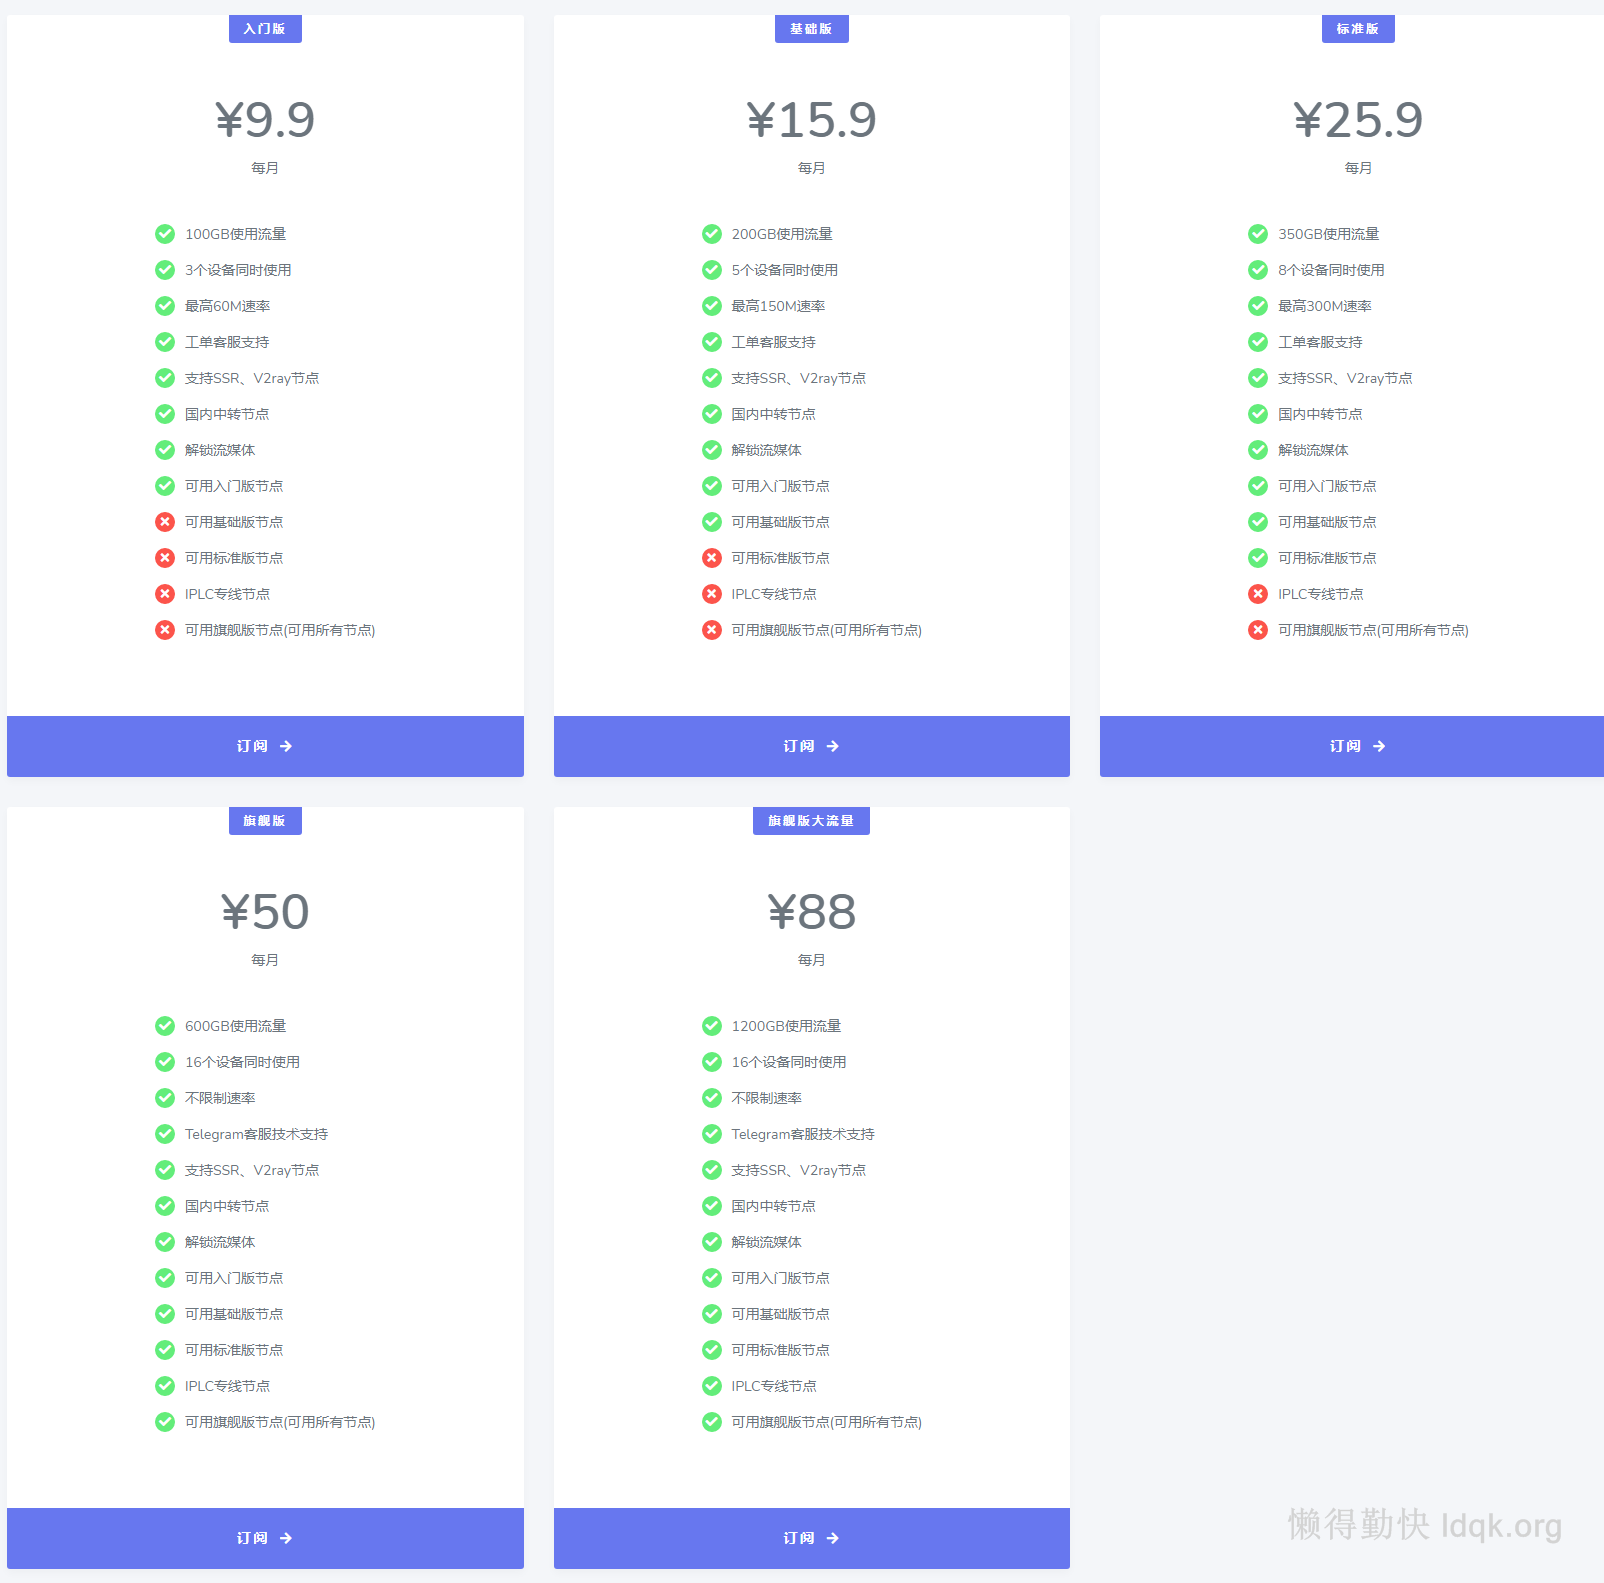 入门版
¥9.9
每月
100GB使用流量
3个设备同时使用
最高60M速率
工单客服支持
支持SSR、V2ray节点
国内中转节点
解锁流媒体
可用入门版节点
可用基础版节点
可用标准版节点
IPLC专线节点
可用旗舰版节点(可用所有节点)
订阅 →
基础版
¥15.9
每月
200GB使用流量
5个设备同时使用
最高150M速率
工单客服支持
支持SSR、V2ray节点
国内中转节点
解锁流媒体
可用入门版节点
可用基础版节点
可用标准版节点
IPLC专线节点
可用旗舰版节点(可用所有节点)
订阅 →
标准版
¥25.9
每月
350GB使用流量
8个设备同时使用
最高300M速率
工单客服支持
支持SSR、V2ray节点
国内中转节点
解锁流媒体
可用入门版节点
可用基础版节点
可用标准版节点
IPLC专线节点
可用旗舰版节点(可用所有节点)
订阅 →
旗舰版
¥50
每月
600GB使用流量
16个设备同时使用
不限制速率
Telegram客服技术支持
支持SSR、V2ray节点
国内中转节点
解锁流媒体
可用入门版节点
可用基础版节点
可用标准版节点
IPLC专线节点
可用旗舰版节点(可用所有节点)
订阅 →
旗舰版大流量
¥88
每月
1200GB使用流量
16个设备同时使用
不限制速率
Telegram客服技术支持
支持SSR、V2ray节点
国内中转节点
解锁流媒体
可用入门版节点
可用基础版节点
可用标准版节点
IPLC专线节点
可用旗舰版节点(可用所有节点)
订阅 →
懒得勤快 ldqk.org